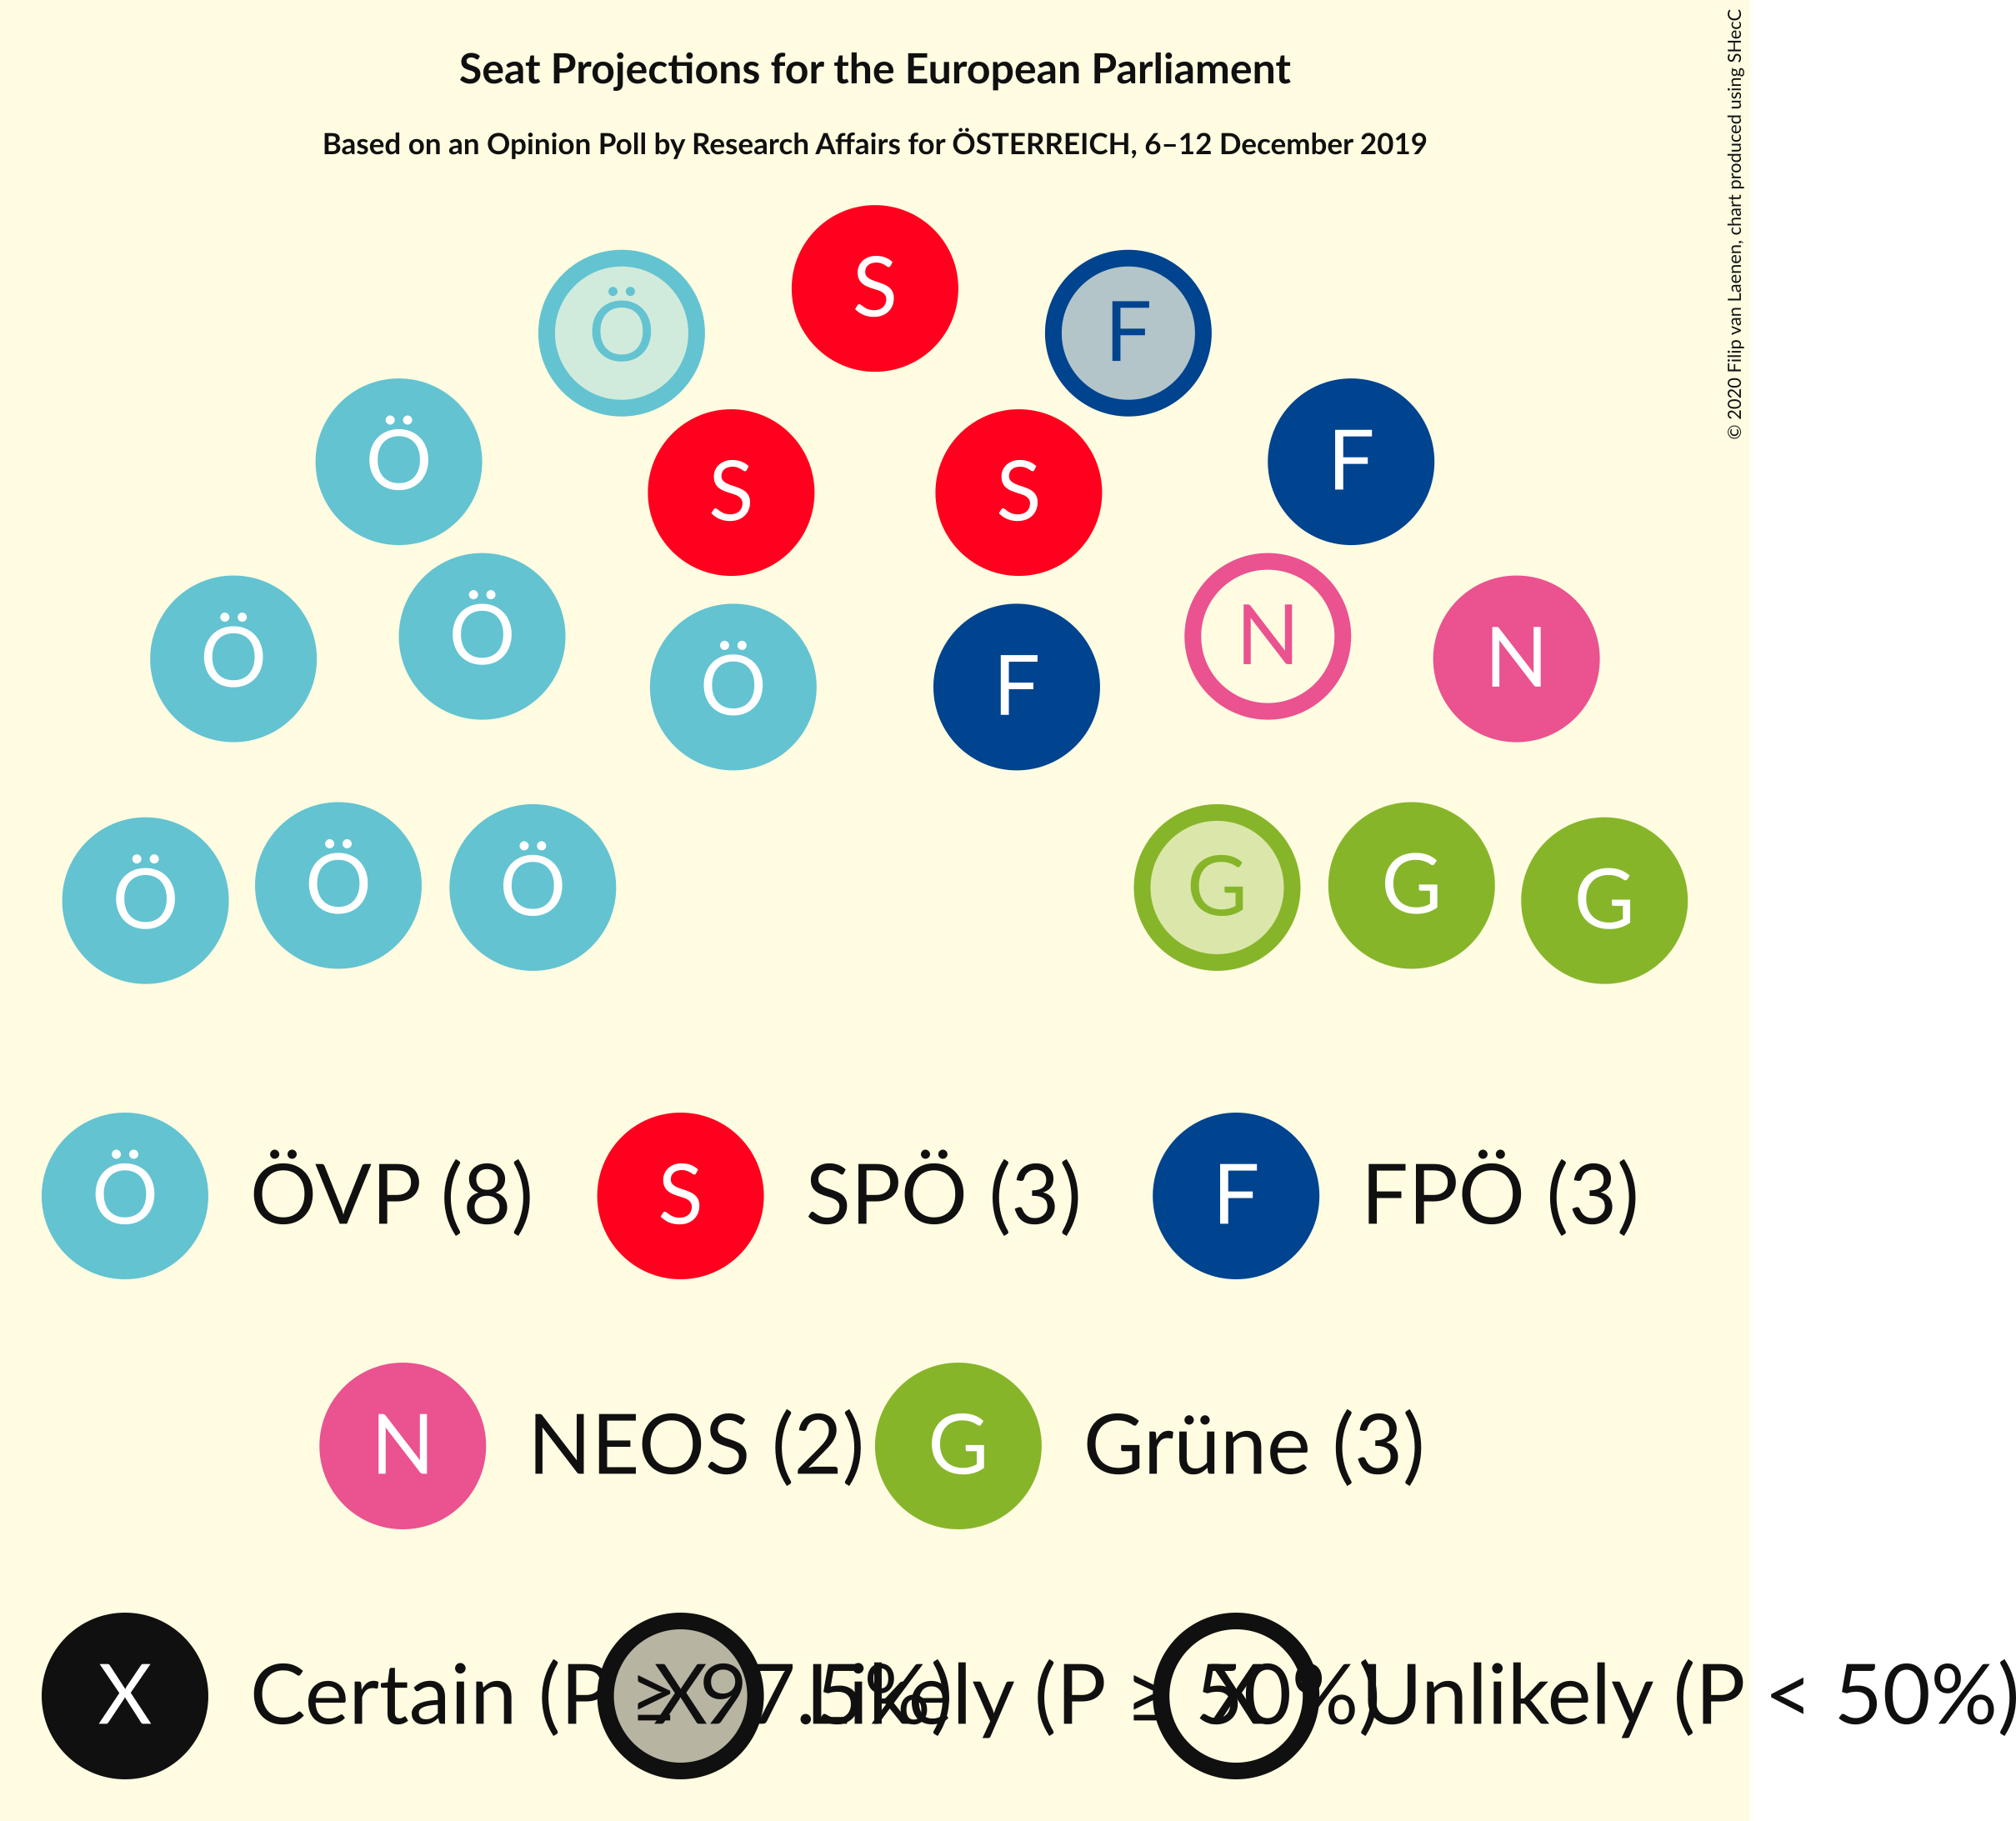 Seat Projections for the European Parliament
Based on an Opinion Poll by Research Affairs for ÖSTERREICH, 6–12 December 2019
© 2020 Filip van Laenen, chart produced using SHecC
S
Ö F
Ö F
S S
Ö N
Ö N
Ö F
Ö G
Ö G
Ö G
Ö ÖVP (8) S SPÖ (3) F FPÖ (3)
N NEOS (2) G Grüne (3)
X Certain (P ≥ 97.5%) X Likely (P ≥ 50%) X Unlikely (P < 50%)